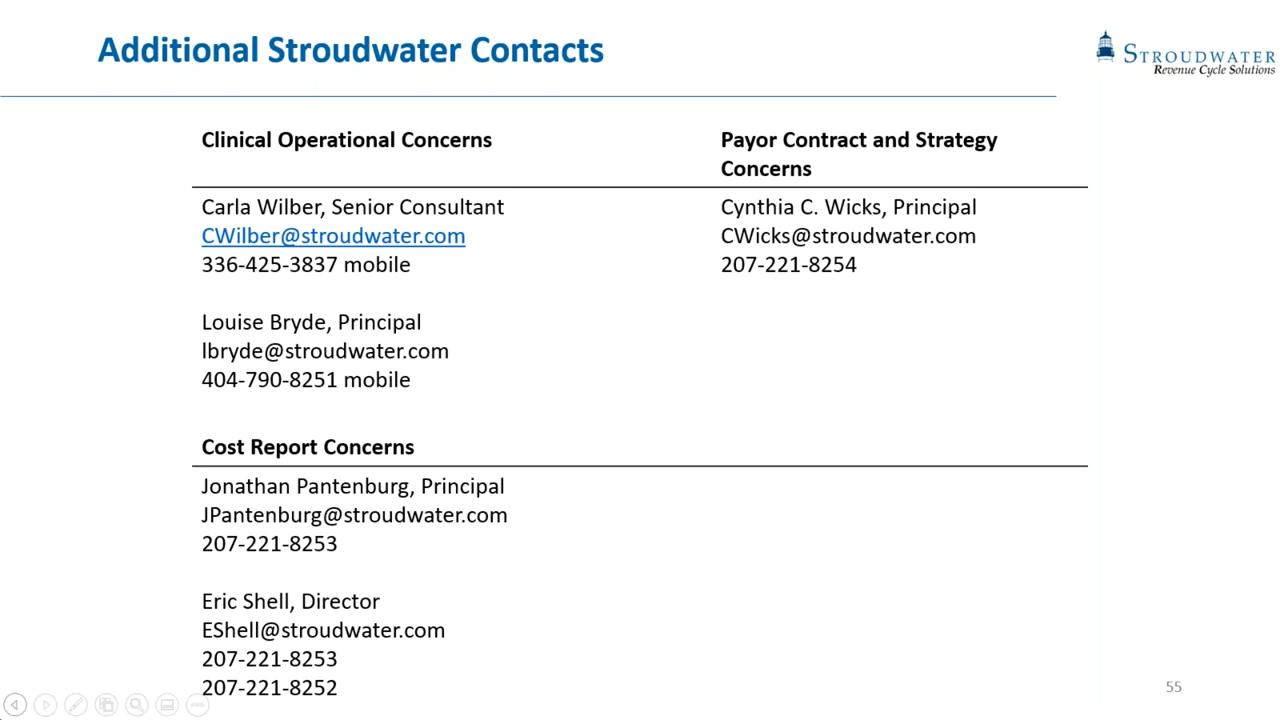 Additional Stroudwater Contacts
STROUDWATER
Revenue Cycle Solutions
Clinical Operational Concerns
Carla Wilber, Senior Consultant
CWilber@stroudwater.com
336-425-3837 mobile
Louise Bryde, Principal
lbryde@stroudwater.com
404-790-8251 mobile
Payor Contract and Strategy
Concerns
Cynthia C. Wicks, Principal
CWicks@stroudwater.com
207-221-8254
Cost Report Concerns
Jonathan Pantenburg, Principal
JPantenburg@stroudwater.com
207-221-8253
Eric Shell, Director
EShell@stroudwater.com
207-221-8253
207-221-8252
55